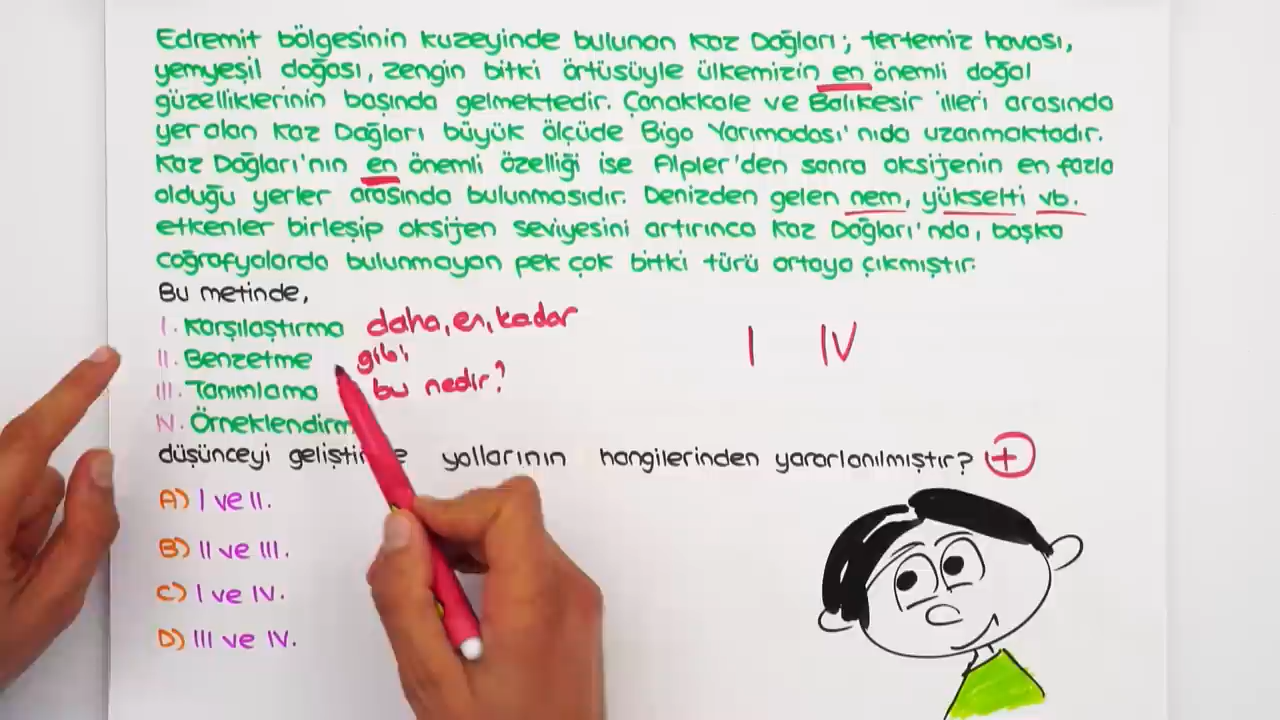 Edremit bölgesinin kuzeyinde bulunan Kaz Dağları; tertemiz havası,
yemyeşil doğası, zengin bitki örtüsüyle ülkemizin en önemli doğal
güzelliklerinin başında gelmektedir. Çanakkale ve Balıkesir illeri arasında
yer alan Kaz Dağları büyük ölçüde Biga Yarımadası'nda uzanmaktadır.
Kaz Dağları'nın en önemli özelliği ise Alpler'den sonra oksijenin en fazla
olduğu yerler arasında bulunmasıdır. Denizden gelen nem, yükselti vb.
etkenler birleşip oksijen seviyesini artırınca Kaz Dağları'nda, başka
coğrafyalarda bulunmayan pek çok bitki türü ortaya çıkmıştır.
Bu metinde,
I. Karşılaştırma daha, en, kadar
II. Benzetme gibi
III. Tanımlama bu nedir?
IV. Örneklendirm
I IV
düşünceyi yollarının hangilerinden yararlanılmıştır? +
A) I ve II.
B) II ve III.
C) I ve IV.
D) III ve IV.